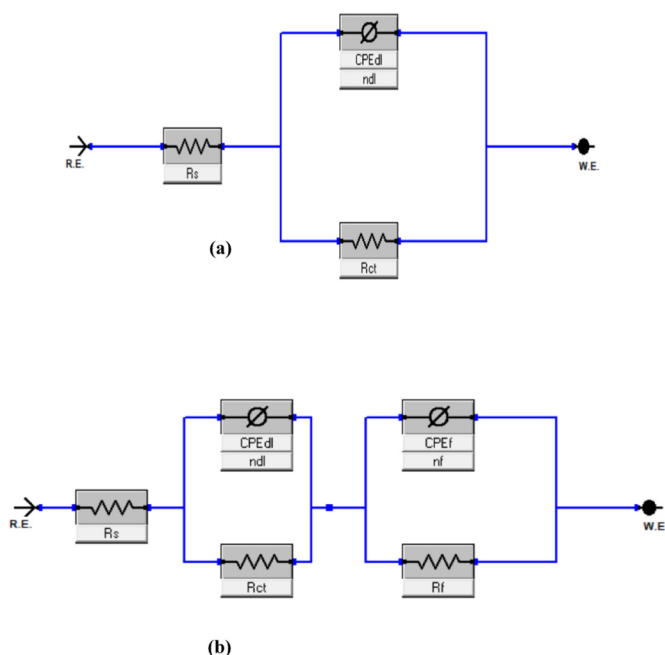 CPEdl
ndl
R.E.
Rs
W.E.
(a)
Rct
CPEdl
ndl
CPEf
nf
R.E.
Rs
W.E
Rct
Rf
(b)